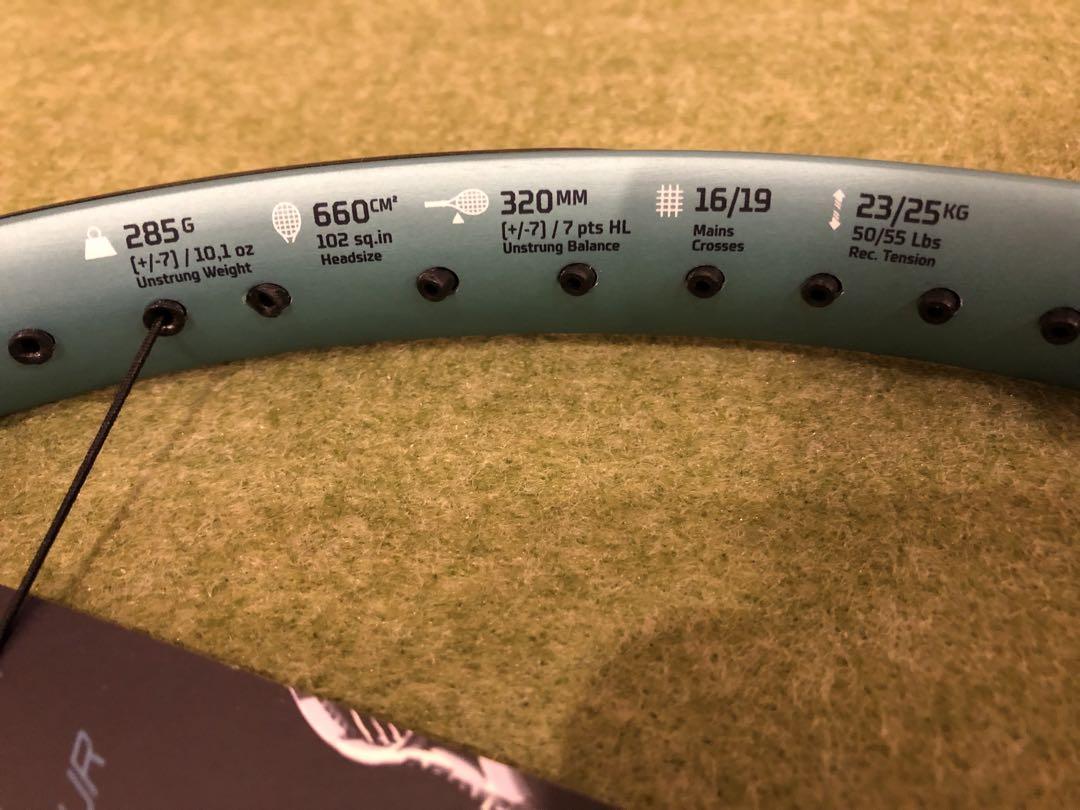 285G
[+/-7] / 10,1 oz
Unstrung Weight
660CM²
102 sq.in
Headsize
320MM
[+/-7] / 7 pts HL
Unstrung Balance
16/19
Mains
Crosses
23/25KG
50/55 Lbs
Rec. Tension